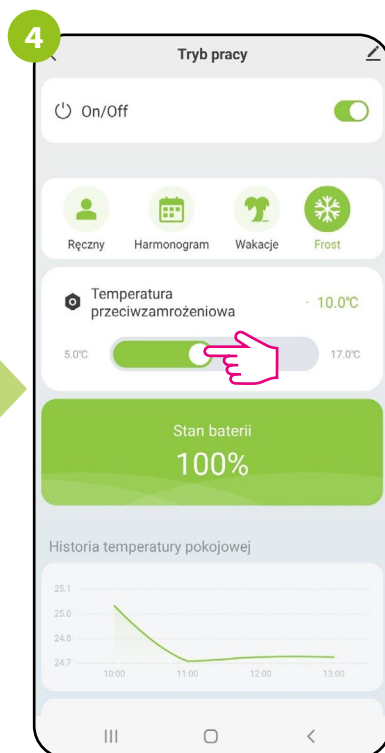 4
Tryb pracy
On/Off
Ręczny Harmonogram Wakacje Frost
Temperatura
przeciwzamrożeniowa
· 10.0℃
5.0℃ 17.0℃
Stan baterii
100%
Historia temperatury pokojowej
25.1
25.0
24.8
24.7
10:00 11:00 12:00 13:00